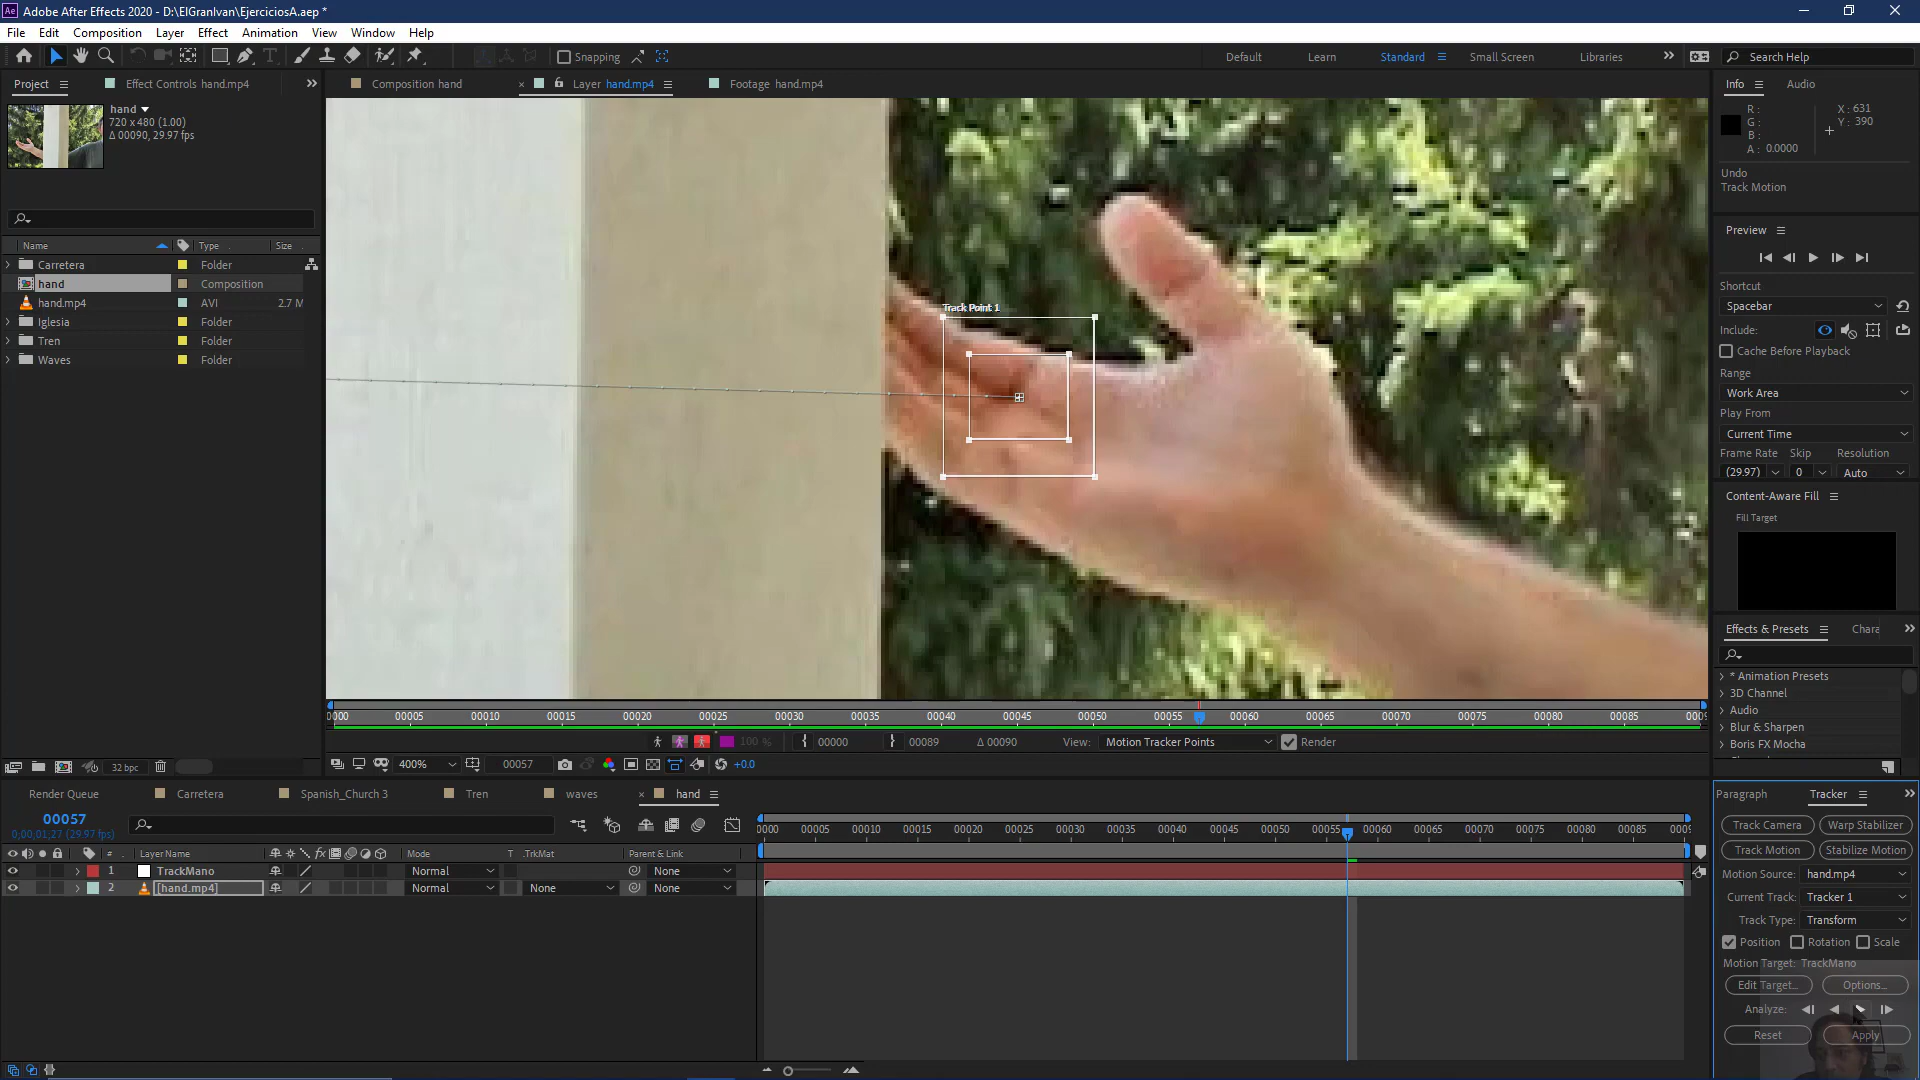 Adobe After Effects 2020 - D:\ElGranIvan\EjerciciosA.aep *
File Edit Composition Layer Effect Animation View Window Help
Snapping Default Learn Standard Small Screen Libraries Search Help
Project Effect Controls hand.mp4 Composition hand Layer hand.mp4 Footage hand.mp4 Info Audio
hand
720 x 480 (1.00)
Δ 00090, 29.97 fps
R :
G :
B :
A : 0.0000
X : 631
Y : 390
Undo
Track Motion
Name Type Size
Carretera Folder
hand Composition
hand.mp4 AVI 2.7 M
Iglesia Folder
Tren Folder
Waves Folder
Track Point 1
Preview
Shortcut
Spacebar
Include:
Cache Before Playback
Range
Work Area
Play From
Current Time
Frame Rate Skip Resolution
(29.97) 0 Auto
Content-Aware Fill
Fill Target
Effects & Presets Chara
* Animation Presets
3D Channel
Audio
Blur & Sharpen
Boris FX Mocha
0000 00005 00010 00015 00020 00025 00030 00035 00040 00045 00050 00055 00060 00065 00070 00075 00080 00085 0009
100 % 00000 00089 Δ 00090 View: Motion Tracker Points Render
32 bpc 400% 00057 +0.0
Render Queue Carretera Spanish_Church 3 Tren waves hand
00057
0;00;01;27 (29.97 fps)
0000 00005 00010 00015 00020 00025 00030 00035 00040 00045 00050 00055 00060 00065 00070 00075 00080 00085 0009
# Layer Name fx Mode T .TrkMat Parent & Link
1 TrackMano Normal None
2 [hand.mp4] Normal None None
Paragraph Tracker
Track Camera Warp Stabilizer
Track Motion Stabilize Motion
Motion Source: hand.mp4
Current Track: Tracker 1
Track Type: Transform
Position Rotation Scale
Motion Target: TrackMano
Edit Target... Options...
Analyze:
Reset Apply